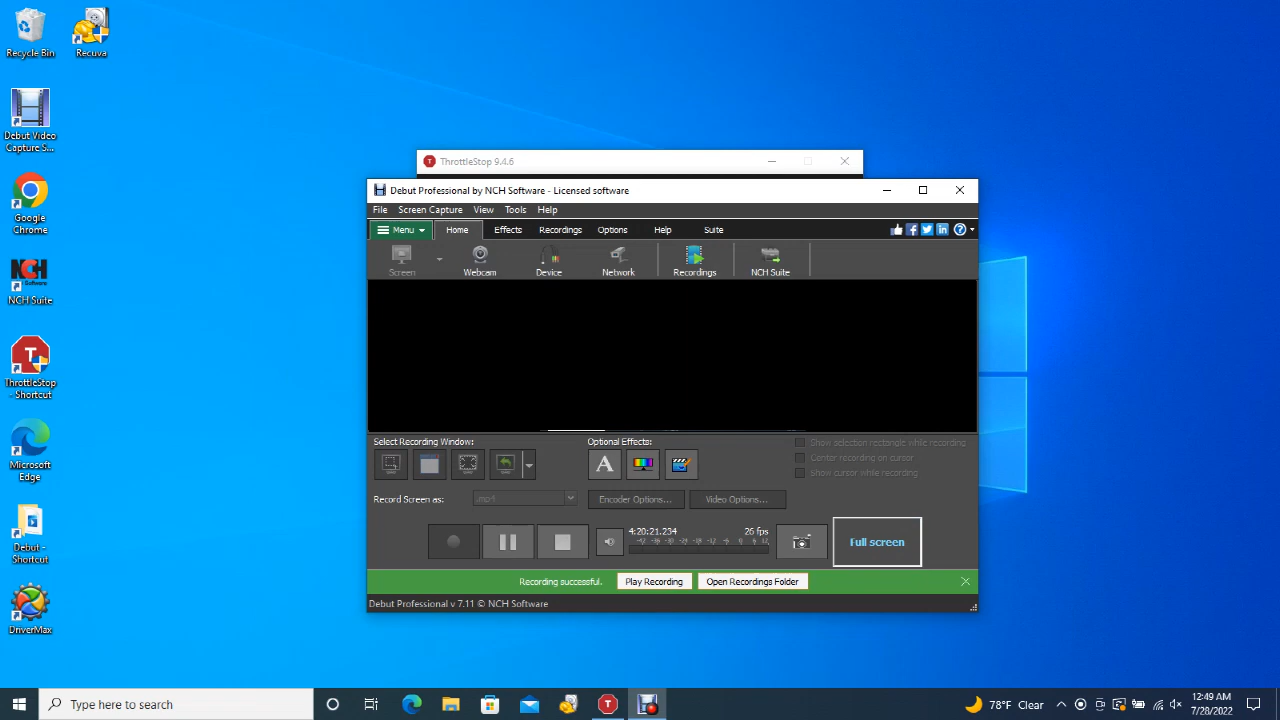 Recycle Bin
Recuva
Debut Video
Capture S...
Google
Chrome
NCH
Software
NCH Suite
T
ThrottleStop
- Shortcut
Microsoft
Edge
Debut -
Shortcut
DriverMax
T ThrottleStop 9.4.6
Debut Professional by NCH Software - Licensed software
File Screen Capture View Tools Help
Menu Home Effects Recordings Options Help Suite
Screen Webcam Device Network Recordings NCH Suite
Select Recording Window: Optional Effects:
Show selection rectangle while recording
Center recording on cursor
Show cursor while recording
A
Record Screen as: .mp4 Encoder Options... Video Options...
4:20:21.234 26 fps
Full screen
Recording successful. Play Recording Open Recordings Folder
Debut Professional v 7.11 © NCH Software
Type here to search
T
78°F Clear
12:49 AM
7/28/2022